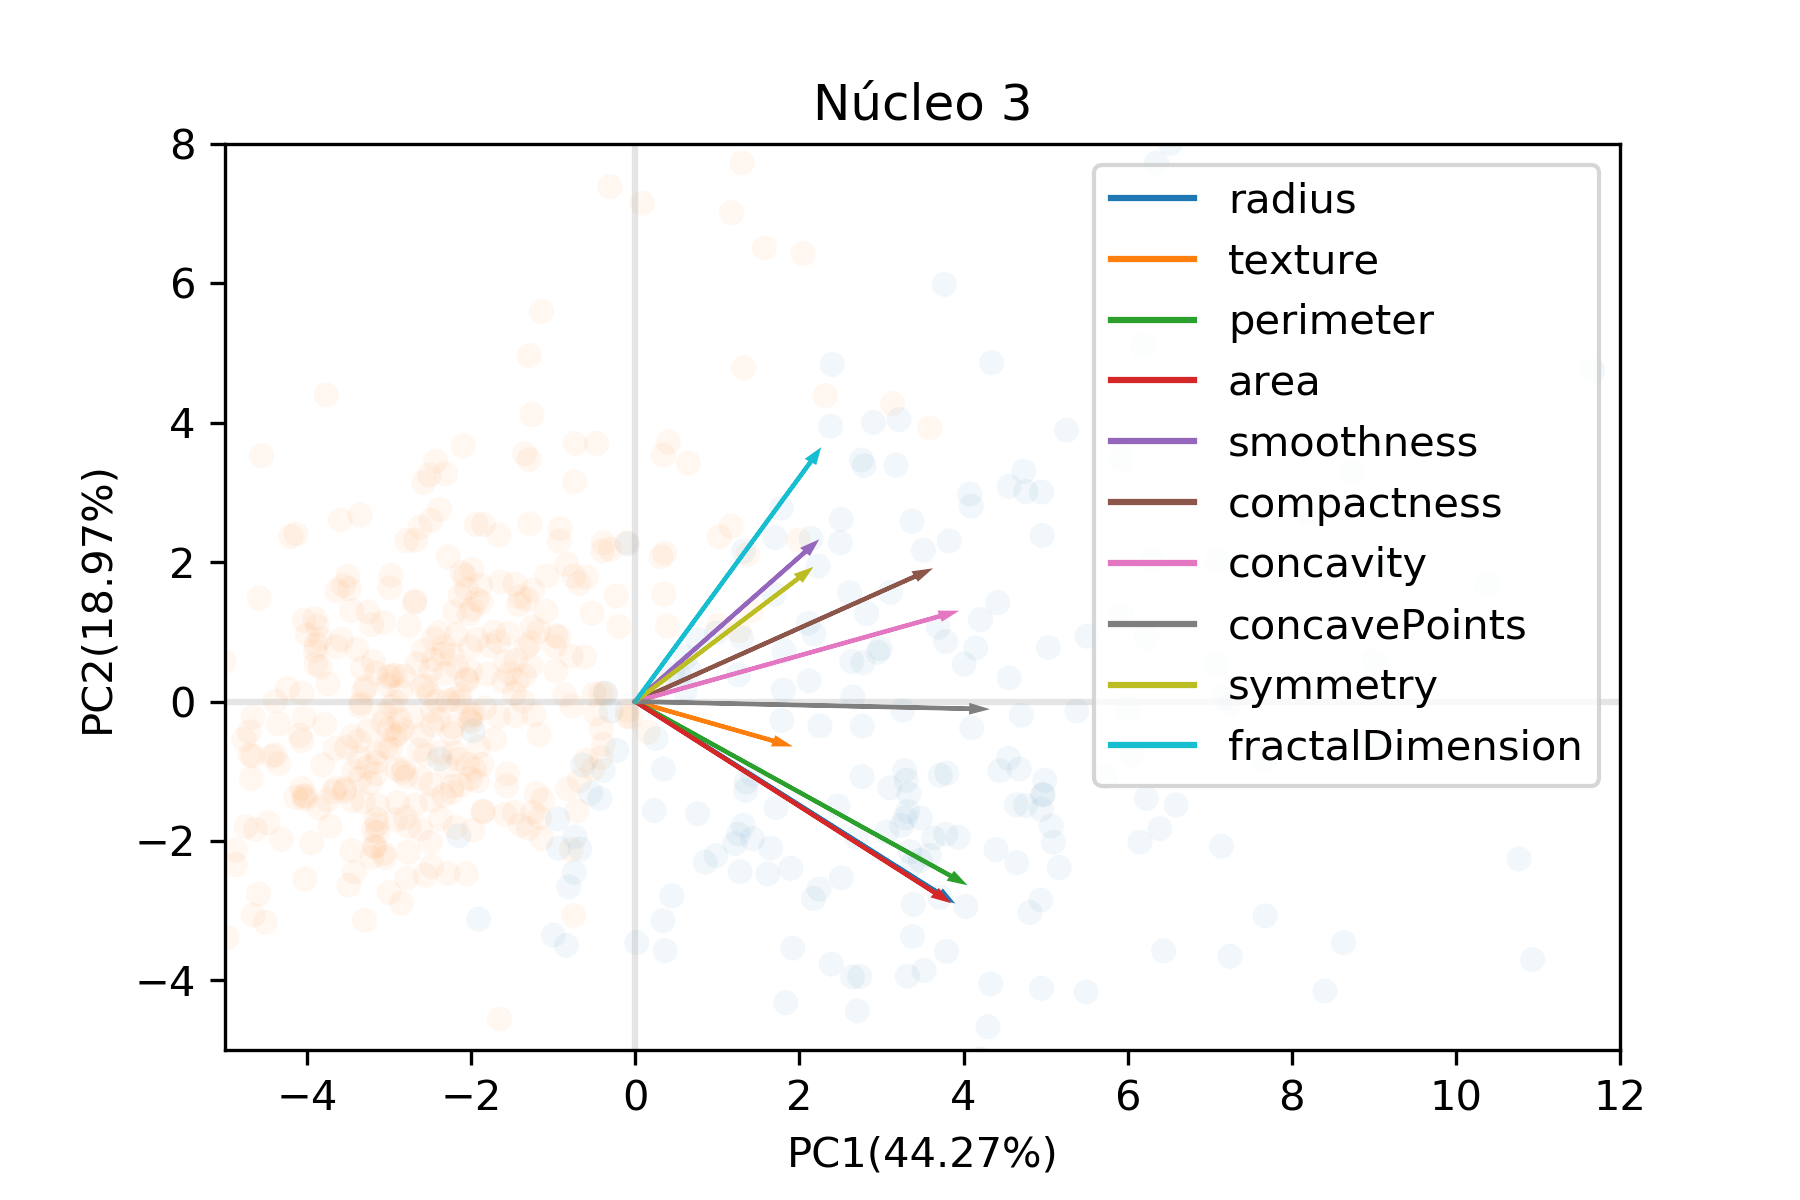 Núcleo 3
8
6
4
2
0
−2
−4
PC2(18.97%)
radius
texture
perimeter
area
smoothness
compactness
concavity
concavePoints
symmetry
fractalDimension
−4 −2 0 2 4 6 8 10 12
PC1(44.27%)